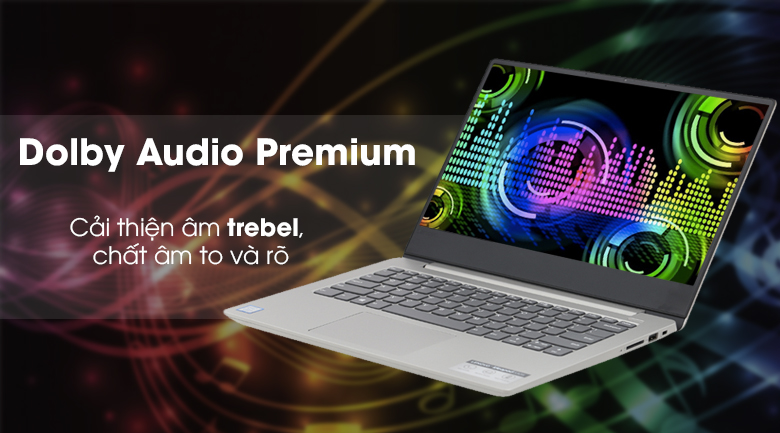 Dolby Audio Premium
Cải thiện âm trebel,
chất âm to và rõ